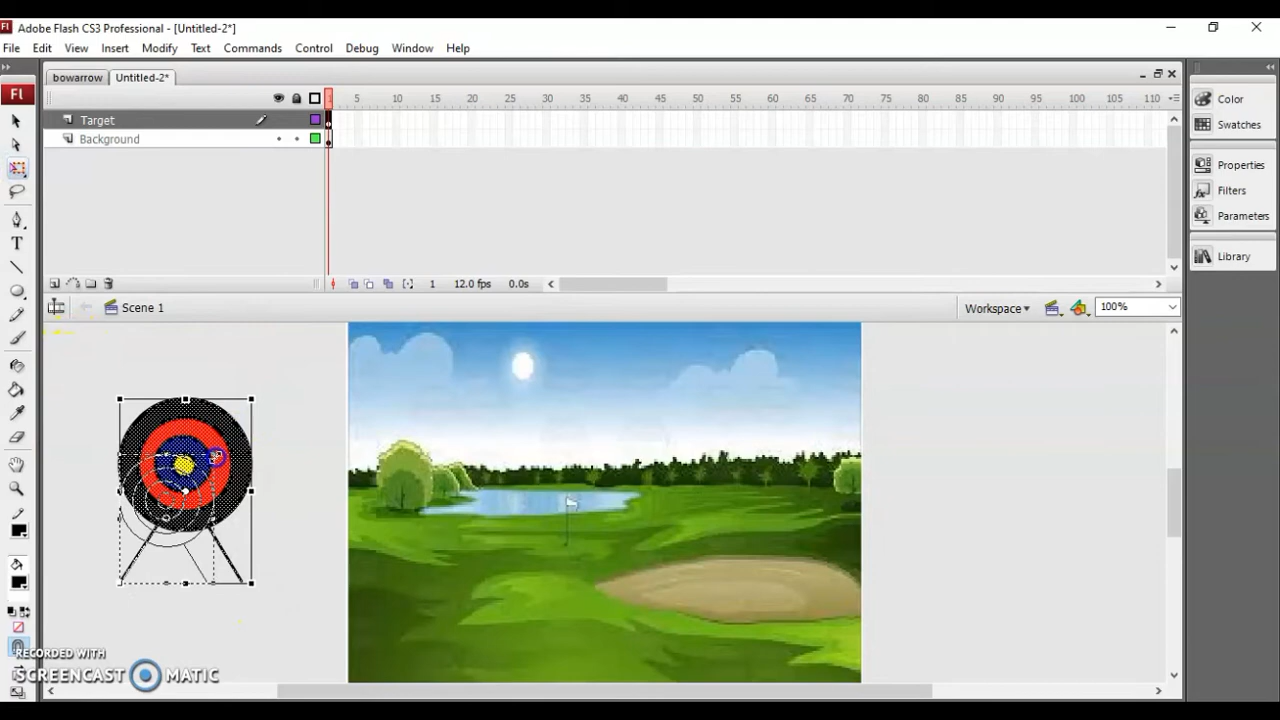 Adobe Flash CS3 Professional - [Untitled-2*]
File Edit View Insert Modify Text Commands Control Debug Window Help
bowarrow Untitled-2*
Fl
5 10 15 20 25 30 35 40 45 50 55 60 65 70 75 80 85 90 95 100 105 110
Target
Background
1 12.0 fps 0.0s
Scene 1 Workspace 100%
Color
Swatches
Properties
Filters
Parameters
Library
T
RECORDED WITH
SCREENCAST MATIC